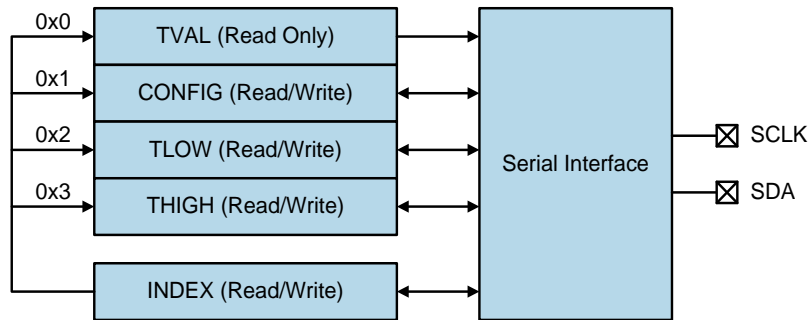 0x0
TVAL (Read Only)
0x1
CONFIG (Read/Write)
0x2
TLOW (Read/Write)
0x3
THIGH (Read/Write)
INDEX (Read/Write)
Serial Interface
SCLK
SDA